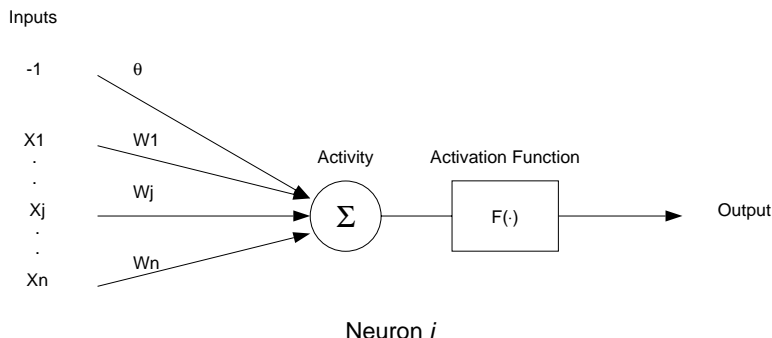 Inputs
-1 θ
X1 W1
.
Activity Activation Function
.
Xj Wj Σ F(·) Output
.
.
Xn Wn
Neuron i